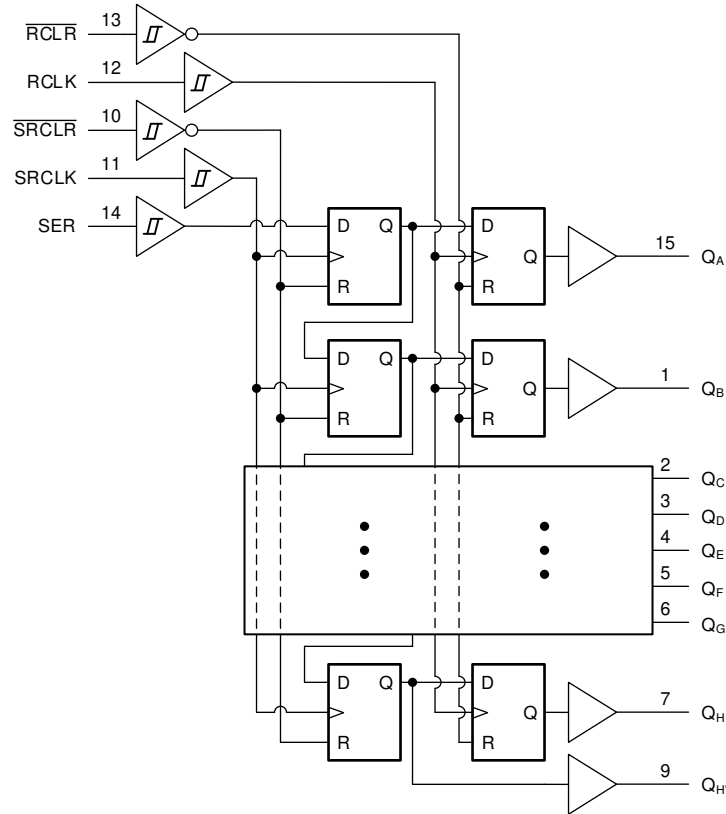 RCLR 13
RCLK 12
SRCLR 10
SRCLK 11
SER 14
D Q D
Q 15 QA
R R
D Q D
Q 1 QB
R R
2 QC
3 QD
4 QE
5 QF
6 QG
D Q D
Q 7 QH
R R
9 QH'